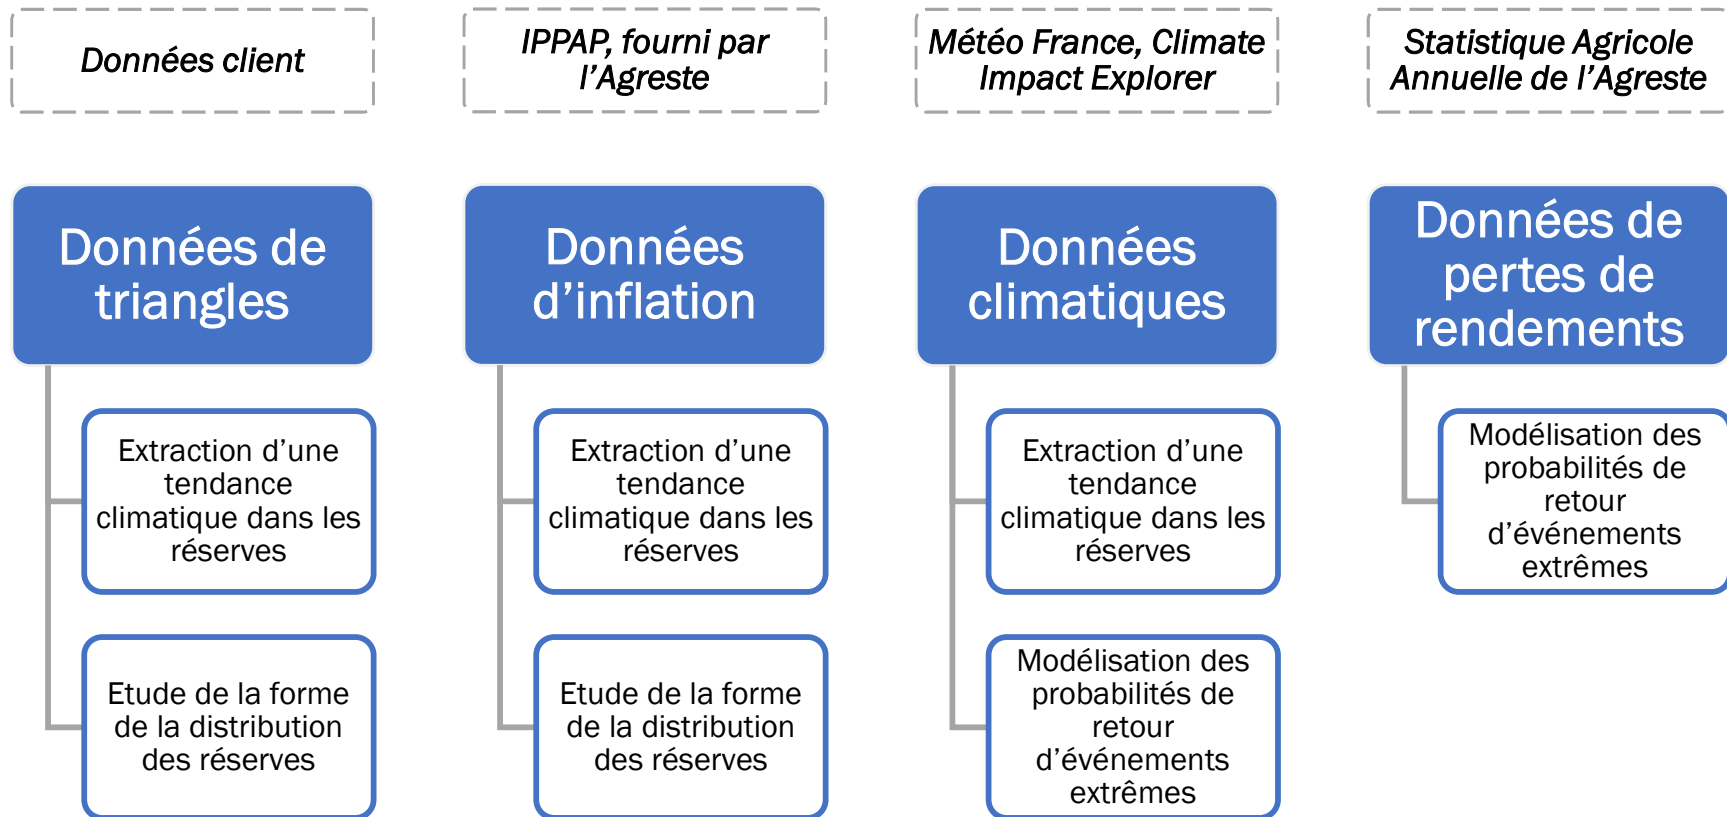 Données client
IPPAP, fourni par
l’Agreste
Météo France, Climate
Impact Explorer
Statistique Agricole
Annuelle de l’Agreste
Données de
triangles
Données
d’inflation
Données
climatiques
Données de
pertes de
rendements
Extraction d’une
tendance
climatique dans les
réserves
Extraction d’une
tendance
climatique dans les
réserves
Extraction d’une
tendance
climatique dans les
réserves
Modélisation des
probabilités de
retour
d’événements
extrêmes
Etude de la forme
de la distribution
des réserves
Etude de la forme
de la distribution
des réserves
Modélisation des
probabilités de
retour
d’événements
extrêmes